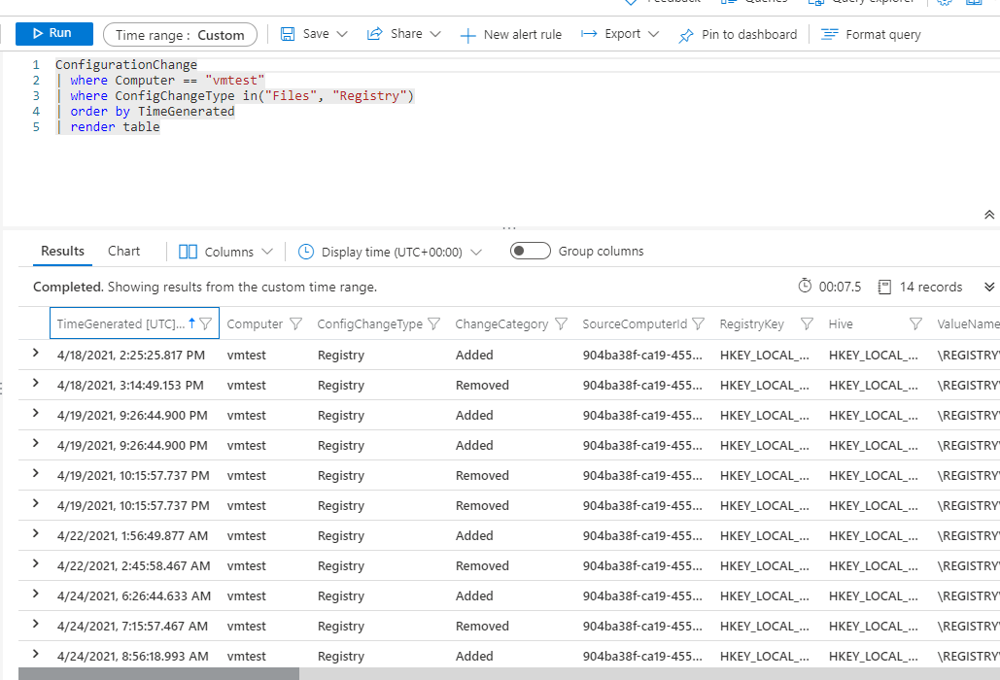 Feedback Queries Query explorer
Run Time range : Custom Save Share New alert rule Export Pin to dashboard Format query
1 ConfigurationChange
2 | where Computer == "vmtest"
3 | where ConfigChangeType in("Files", "Registry")
4 | order by TimeGenerated
5 | render table
Results Chart Columns Display time (UTC+00:00) Group columns
Completed. Showing results from the custom time range. 00:07.5 14 records
TimeGenerated [UTC]... Computer ConfigChangeType ChangeCategory SourceComputerId RegistryKey Hive ValueName
4/18/2021, 2:25:25.817 PM vmtest Registry Added 904ba38f-ca19-455... HKEY_LOCAL_... HKEY_LOCAL_... \REGISTRY\
4/18/2021, 3:14:49.153 PM vmtest Registry Removed 904ba38f-ca19-455... HKEY_LOCAL_... HKEY_LOCAL_... \REGISTRY\
4/19/2021, 9:26:44.900 PM vmtest Registry Added 904ba38f-ca19-455... HKEY_LOCAL_... HKEY_LOCAL_... \REGISTRY\
4/19/2021, 9:26:44.900 PM vmtest Registry Added 904ba38f-ca19-455... HKEY_LOCAL_... HKEY_LOCAL_... \REGISTRY\
4/19/2021, 10:15:57.737 PM vmtest Registry Removed 904ba38f-ca19-455... HKEY_LOCAL_... HKEY_LOCAL_... \REGISTRY\
4/19/2021, 10:15:57.737 PM vmtest Registry Removed 904ba38f-ca19-455... HKEY_LOCAL_... HKEY_LOCAL_... \REGISTRY\
4/22/2021, 1:56:49.877 AM vmtest Registry Added 904ba38f-ca19-455... HKEY_LOCAL_... HKEY_LOCAL_... \REGISTRY\
4/22/2021, 2:45:58.467 AM vmtest Registry Removed 904ba38f-ca19-455... HKEY_LOCAL_... HKEY_LOCAL_... \REGISTRY\
4/24/2021, 6:26:44.633 AM vmtest Registry Added 904ba38f-ca19-455... HKEY_LOCAL_... HKEY_LOCAL_... \REGISTRY\
4/24/2021, 7:15:57.467 AM vmtest Registry Removed 904ba38f-ca19-455... HKEY_LOCAL_... HKEY_LOCAL_... \REGISTRY\
4/24/2021, 8:56:18.993 AM vmtest Registry Added 904ba38f-ca19-455... HKEY_LOCAL_... HKEY_LOCAL_... \REGISTRY\